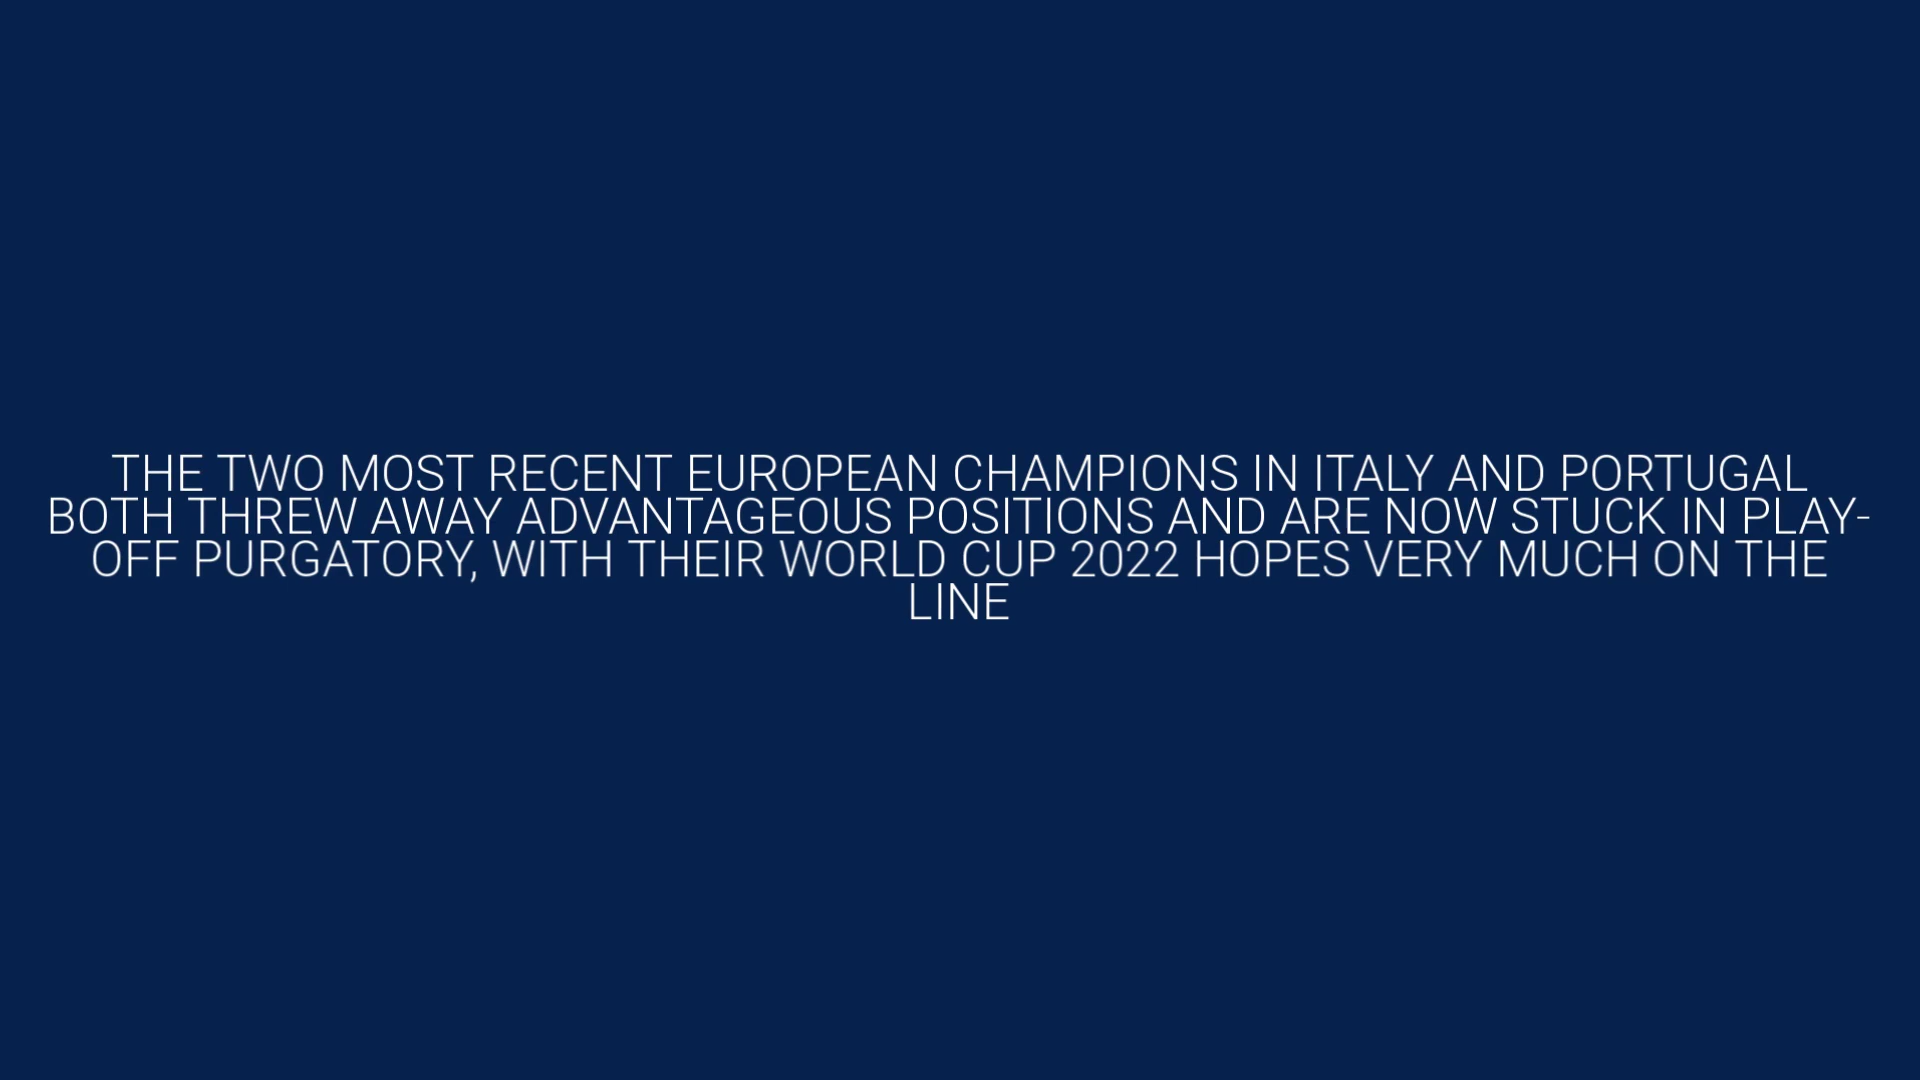 THE TWO MOST RECENT EUROPEAN CHAMPIONS IN ITALY AND PORTUGAL
BOTH THREW AWAY ADVANTAGEOUS POSITIONS AND ARE NOW STUCK IN PLAY-
OFF PURGATORY, WITH THEIR WORLD CUP 2022 HOPES VERY MUCH ON THE
LINE